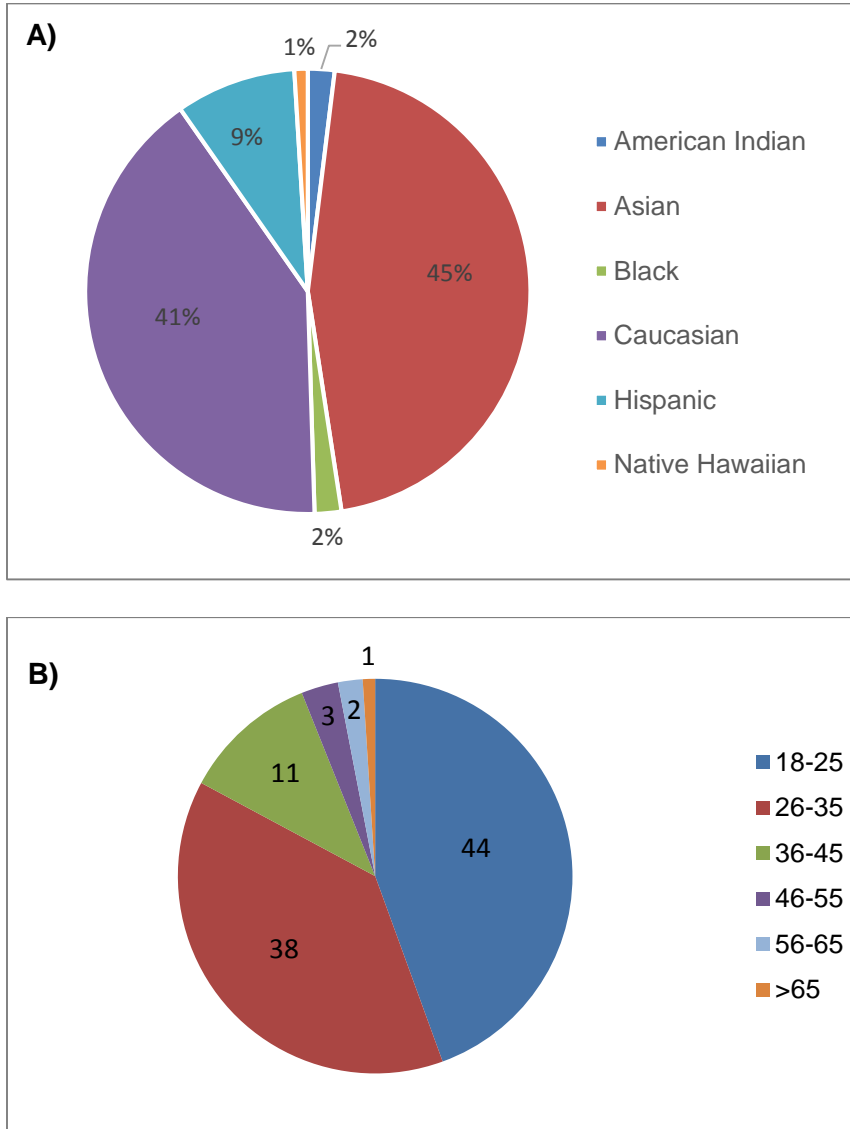 A)
1%
2%
9%
45%
41%
2%
American Indian
Asian
Black
Caucasian
Hispanic
Native Hawaiian
B)
1
2
3
11
44
38
18-25
26-35
36-45
46-55
56-65
>65